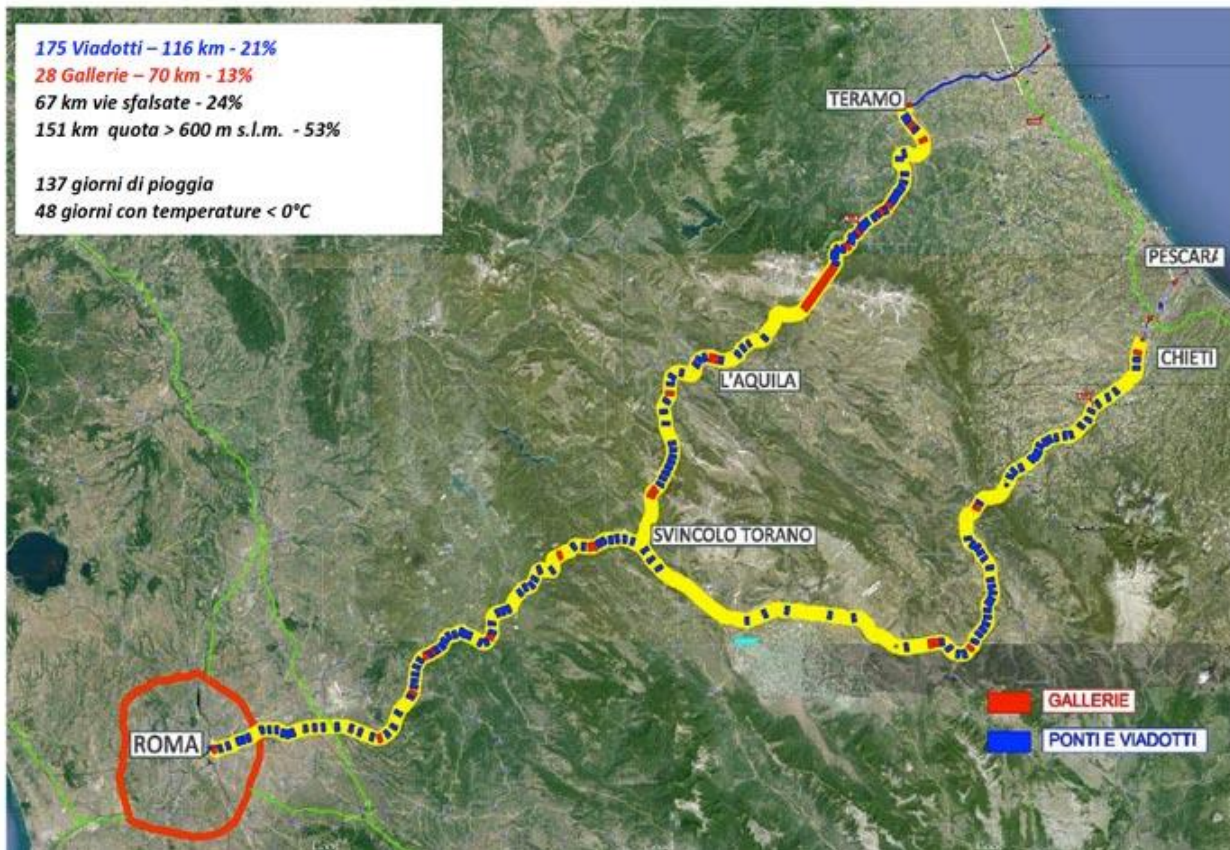 175 Viadotti – 116 km - 21%
28 Gallerie – 70 km - 13%
67 km vie sfalsate - 24%
151 km quota > 600 m s.l.m. - 53%
137 giorni di pioggia
48 giorni con temperature < 0°C
TERAMO
PESCARA
CHIETI
L'AQUILA
SVINCOLO TORANO
ROMA
GALLERIE
PONTI E VIADOTTI